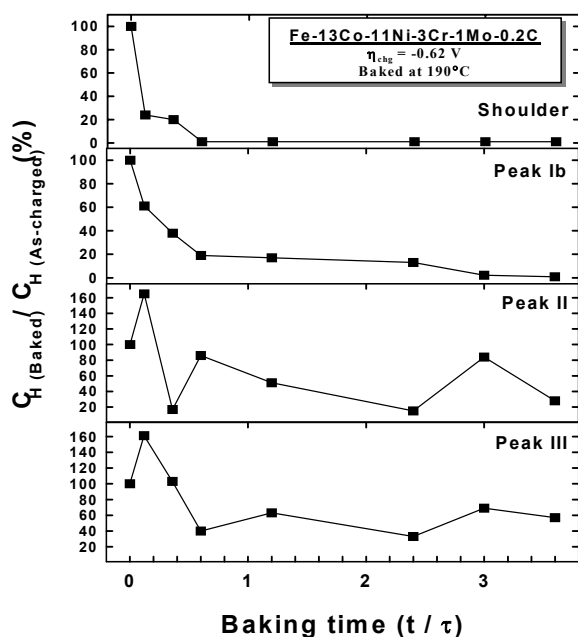 Fe-13Co-11Ni-3Cr-1Mo-0.2C
ηchg = -0.62 V
Baked at 190°C
Shoulder
100
80
60
40
20
0
Peak Ib
100
80
60
40
20
0
Peak II
160
140
120
100
80
60
40
20
Peak III
160
140
120
100
80
60
40
20
C H (Baked) / C H (As-charged) (%)
0 1 2 3
Baking time (t / τ)